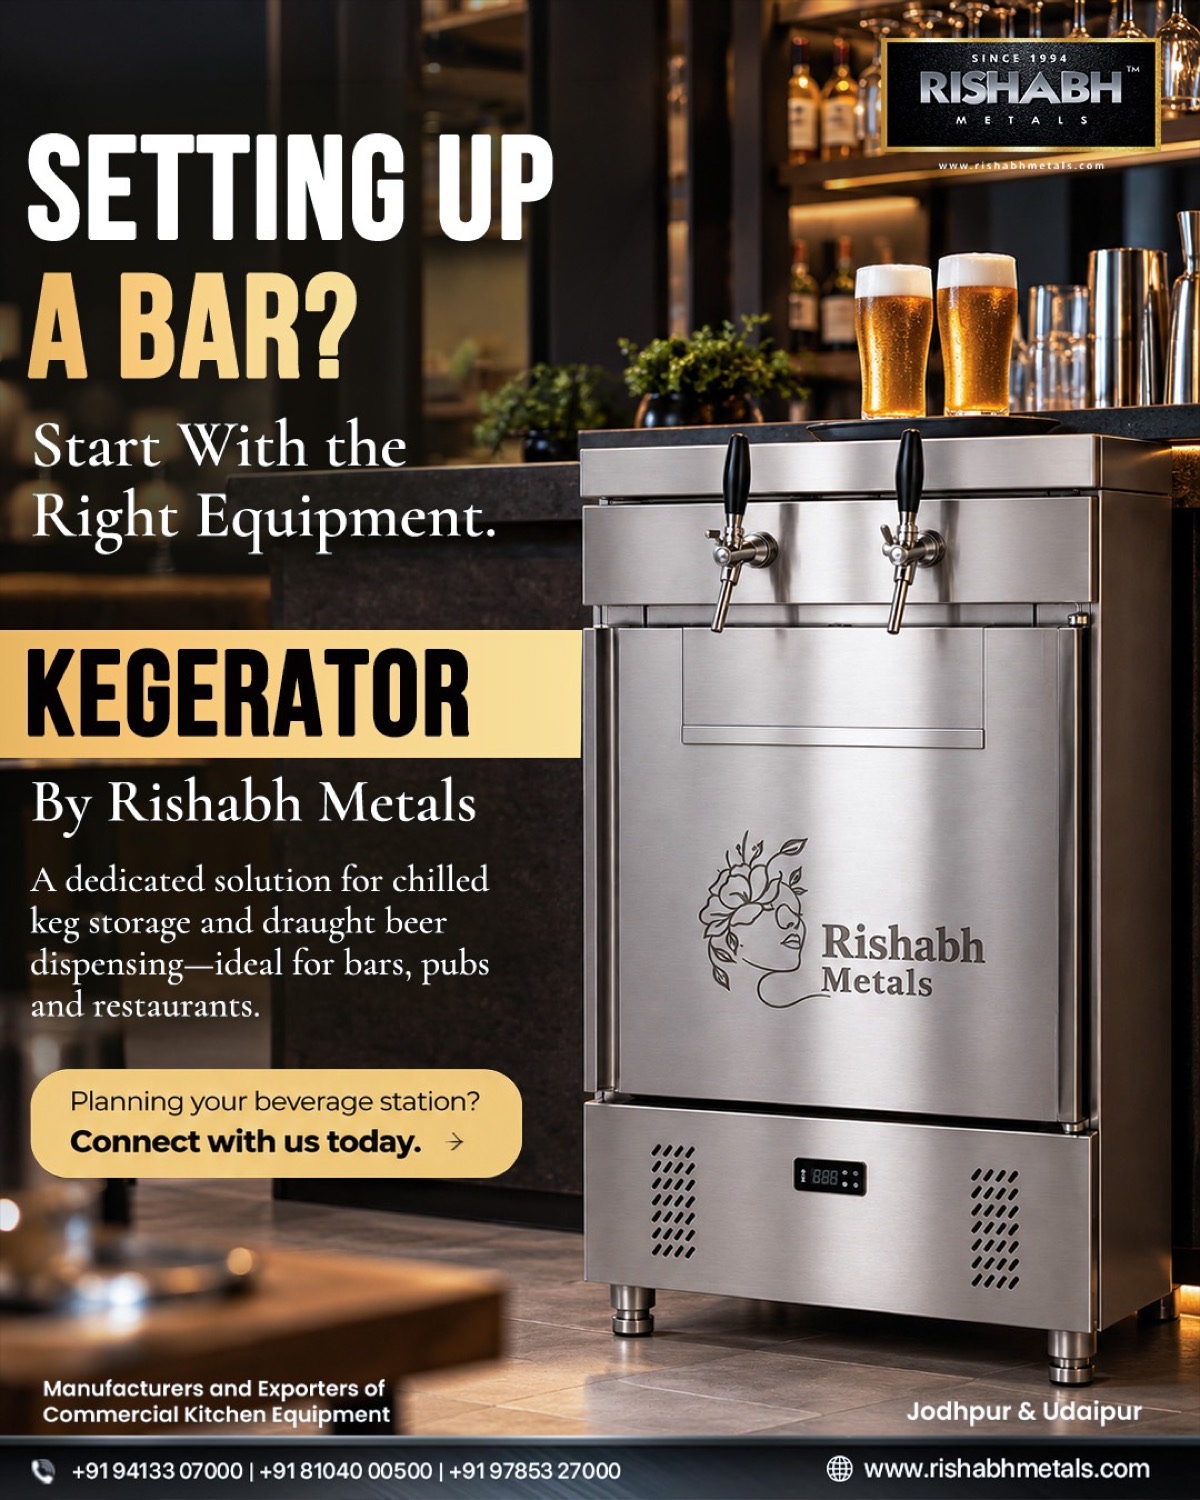 SINCE 1994
RISHABH™
METALS
www.rishabhmetals.com
SETTING UP
A BAR?
Start With the
Right Equipment.
KEGERATOR
By Rishabh Metals
A dedicated solution for chilled
keg storage and draught beer
dispensing—ideal for bars, pubs
and restaurants.
Planning your beverage station?
Connect with us today. →
Rishabh
Metals
Manufacturers and Exporters of
Commercial Kitchen Equipment
Jodhpur & Udaipur
+91 94133 07000 | +91 81040 00500 | +91 97853 27000
www.rishabhmetals.com